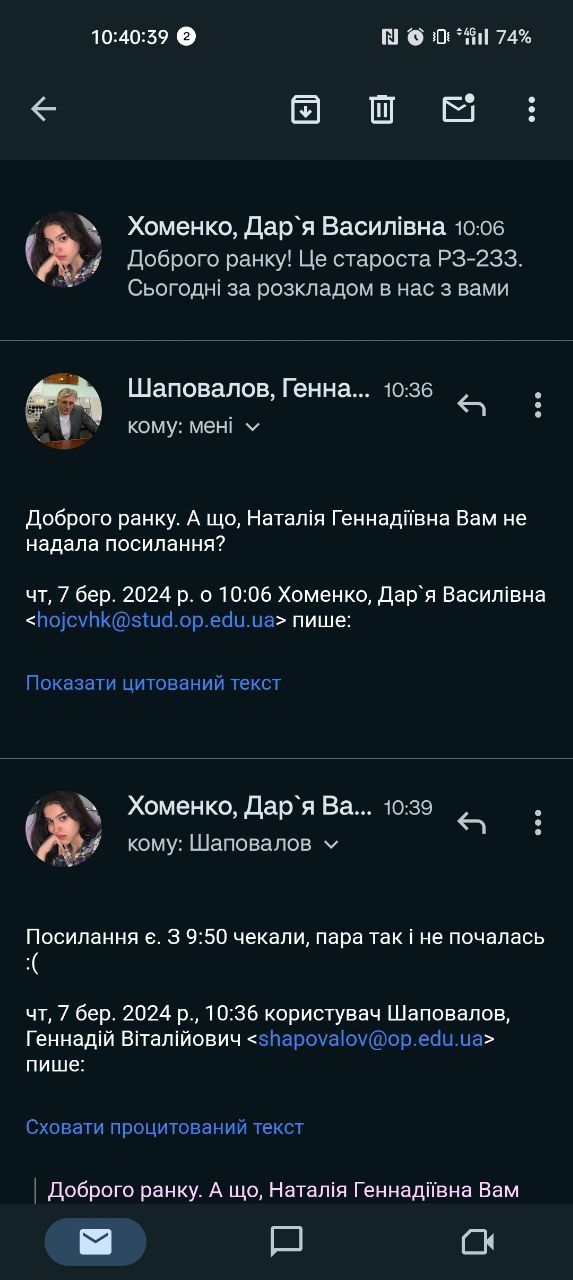 10:40:39 2 4G 74%
Хоменко, Дар`я Василівна 10:06
Доброго ранку! Це староста РЗ-233.
Сьогодні за розкладом в нас з вами
Шаповалов, Генна... 10:36
кому: мені
Доброго ранку. А що, Наталія Геннадіївна Вам не
надала посилання?
чт, 7 бер. 2024 р. о 10:06 Хоменко, Дар`я Василівна
<hojcvhk@stud.op.edu.ua> пише:
Показати цитований текст
Хоменко, Дар`я Ва... 10:39
кому: Шаповалов
Посилання є. З 9:50 чекали, пара так і не почалась
:(
чт, 7 бер. 2024 р., 10:36 користувач Шаповалов,
Геннадій Віталійович <shapovalov@op.edu.ua>
пише:
Сховати процитований текст
Доброго ранку. А що, Наталія Геннадіївна Вам